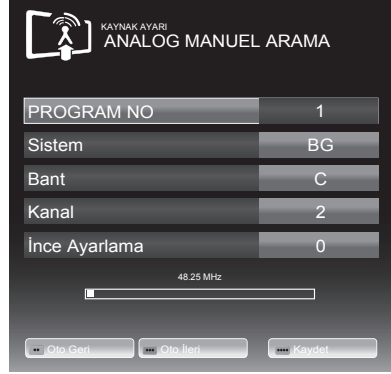 KAYNAK AYARI
ANALOG MANUEL ARAMA
PROGRAM NO 1
Sistem BG
Bant C
Kanal 2
İnce Ayarlama 0
48.25 MHz
Oto Geri Oto İleri Kaydet